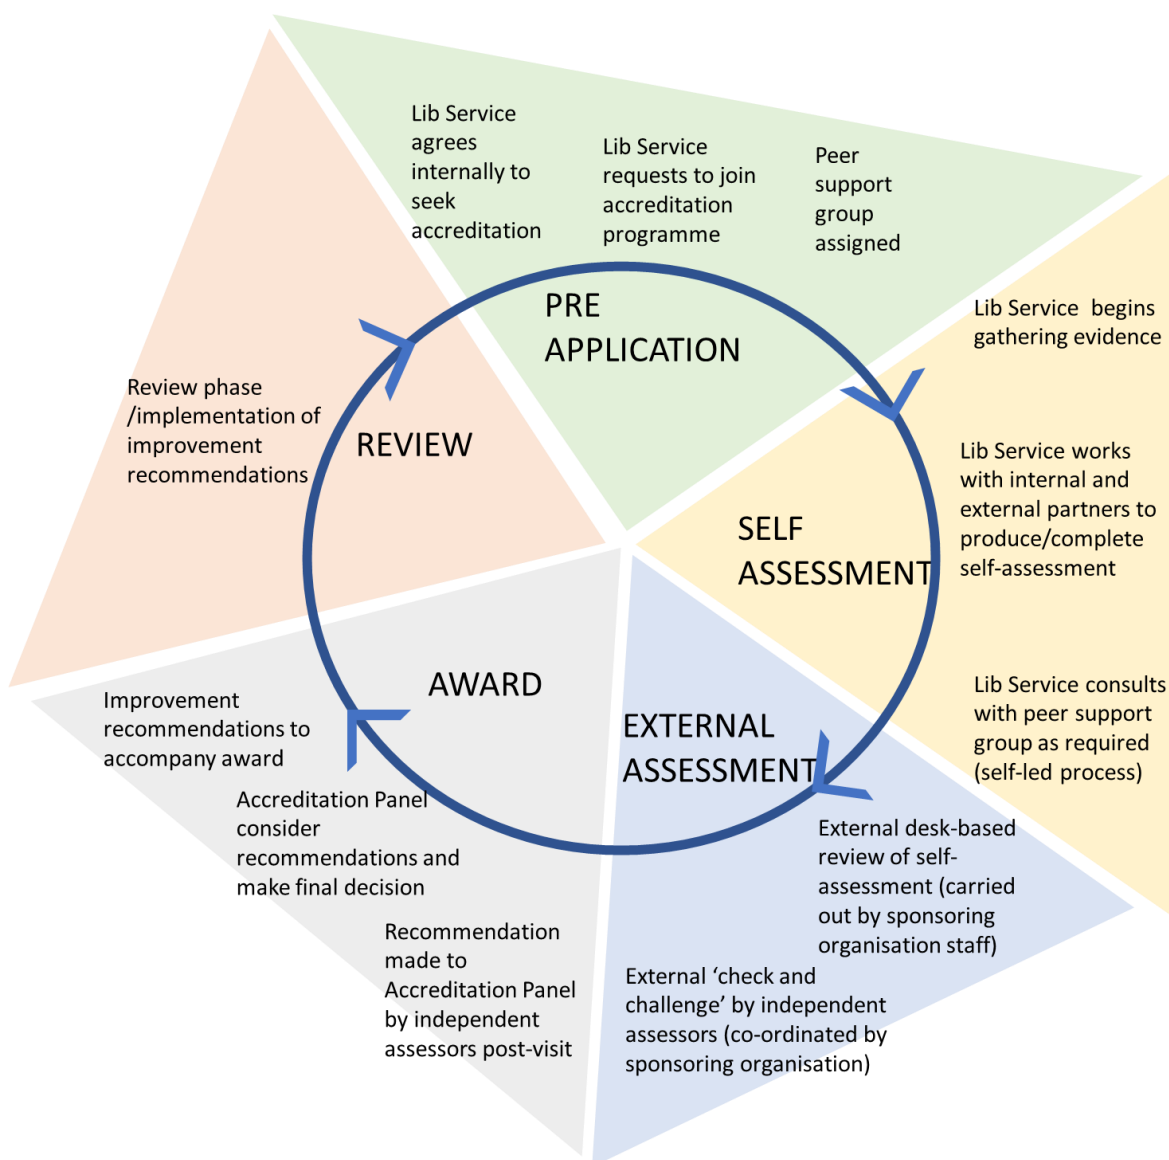 Lib Service
agrees
internally to
seek
accreditation
Lib Service
requests to join
accreditation
programme
Peer
support
group
assigned
PRE
APPLICATION
Lib Service begins
gathering evidence
Lib Service works
with internal and
external partners to
produce/complete
self-assessment
Lib Service consults
with peer support
group as required
(self-led process)
SELF
ASSESSMENT
EXTERNAL
ASSESSMENT
External desk-based
review of self-
assessment (carried
out by sponsoring
organisation staff)
External ‘check and
challenge’ by independent
assessors (co-ordinated by
sponsoring organisation)
AWARD
Recommendation
made to
Accreditation Panel
by independent
assessors post-visit
Accreditation Panel
consider
recommendations and
make final decision
Improvement
recommendations to
accompany award
REVIEW
Review phase
/implementation of
improvement
recommendations